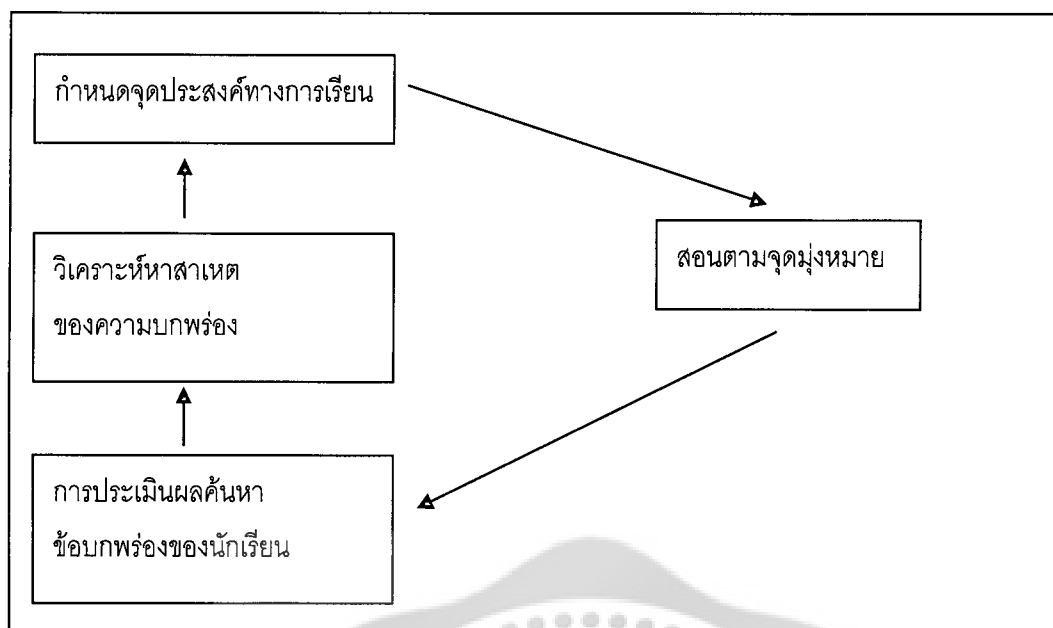 กำหนดจุดประสงค์ทางการเรียน
สอนตามจุดมุ่งหมาย
วิเคราะห์หาสาเหต
ของความบกพร่อง
การประเมินผลค้นหา
ข้อบกพร่องของนักเรียน